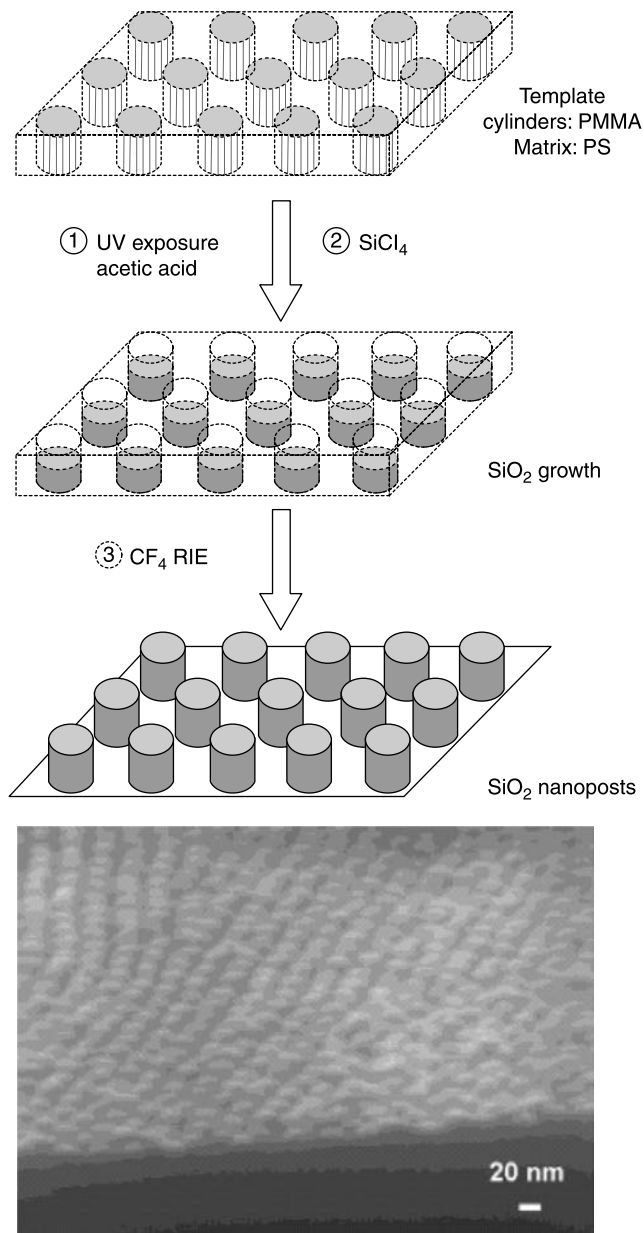 Template
cylinders: PMMA
Matrix: PS
① UV exposure
acetic acid
② SiCl₄
SiO₂ growth
③ CF₄ RIE
SiO₂ nanoposts
20 nm